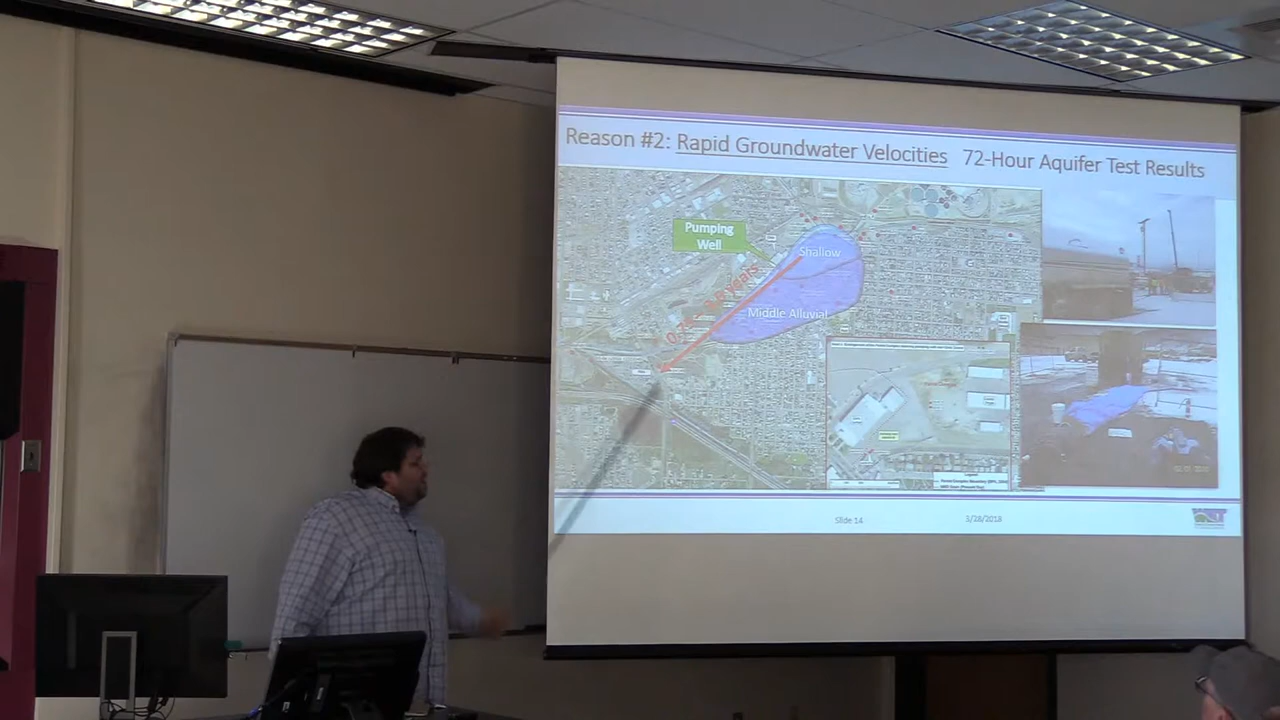 Reason #2: Rapid Groundwater Velocities 72-Hour Aquifer Test Results
Pumping
Well
Shallow
Middle Alluvial
years
Slide 14
3/28/2018